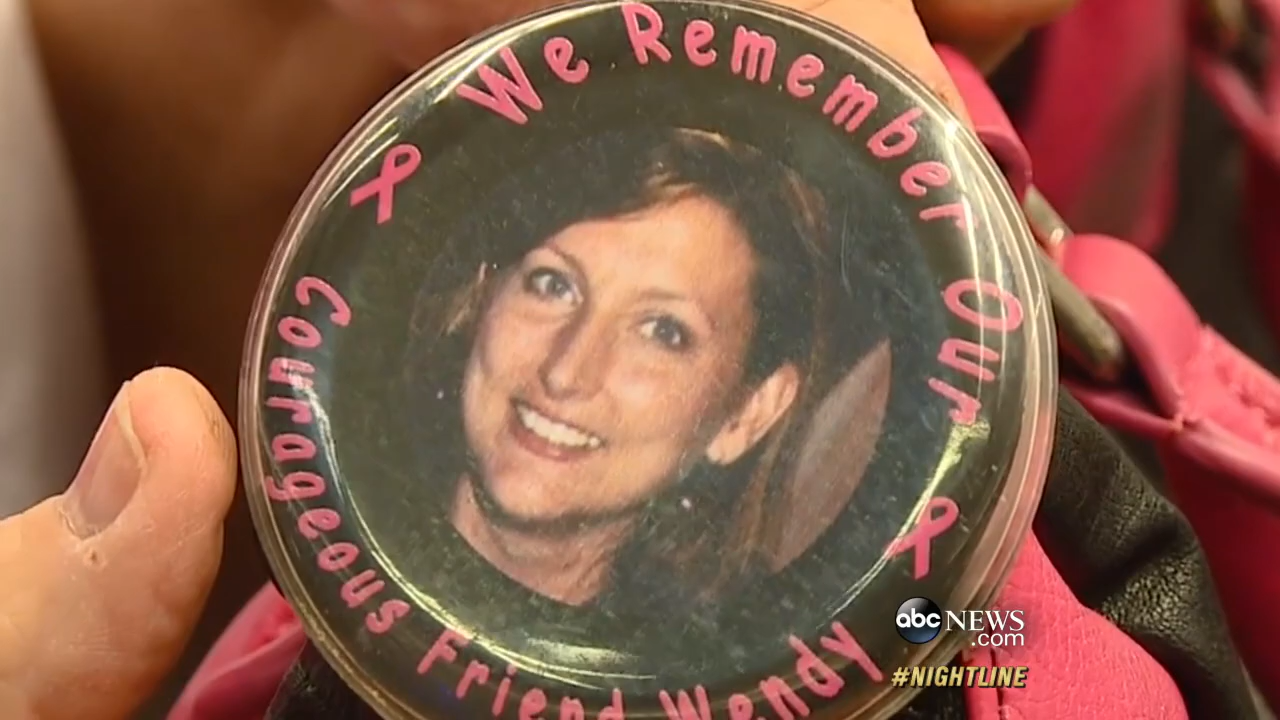 We Remember Our
Courageous Friend Wendy
abc NEWS
.com
#NIGHTLINE